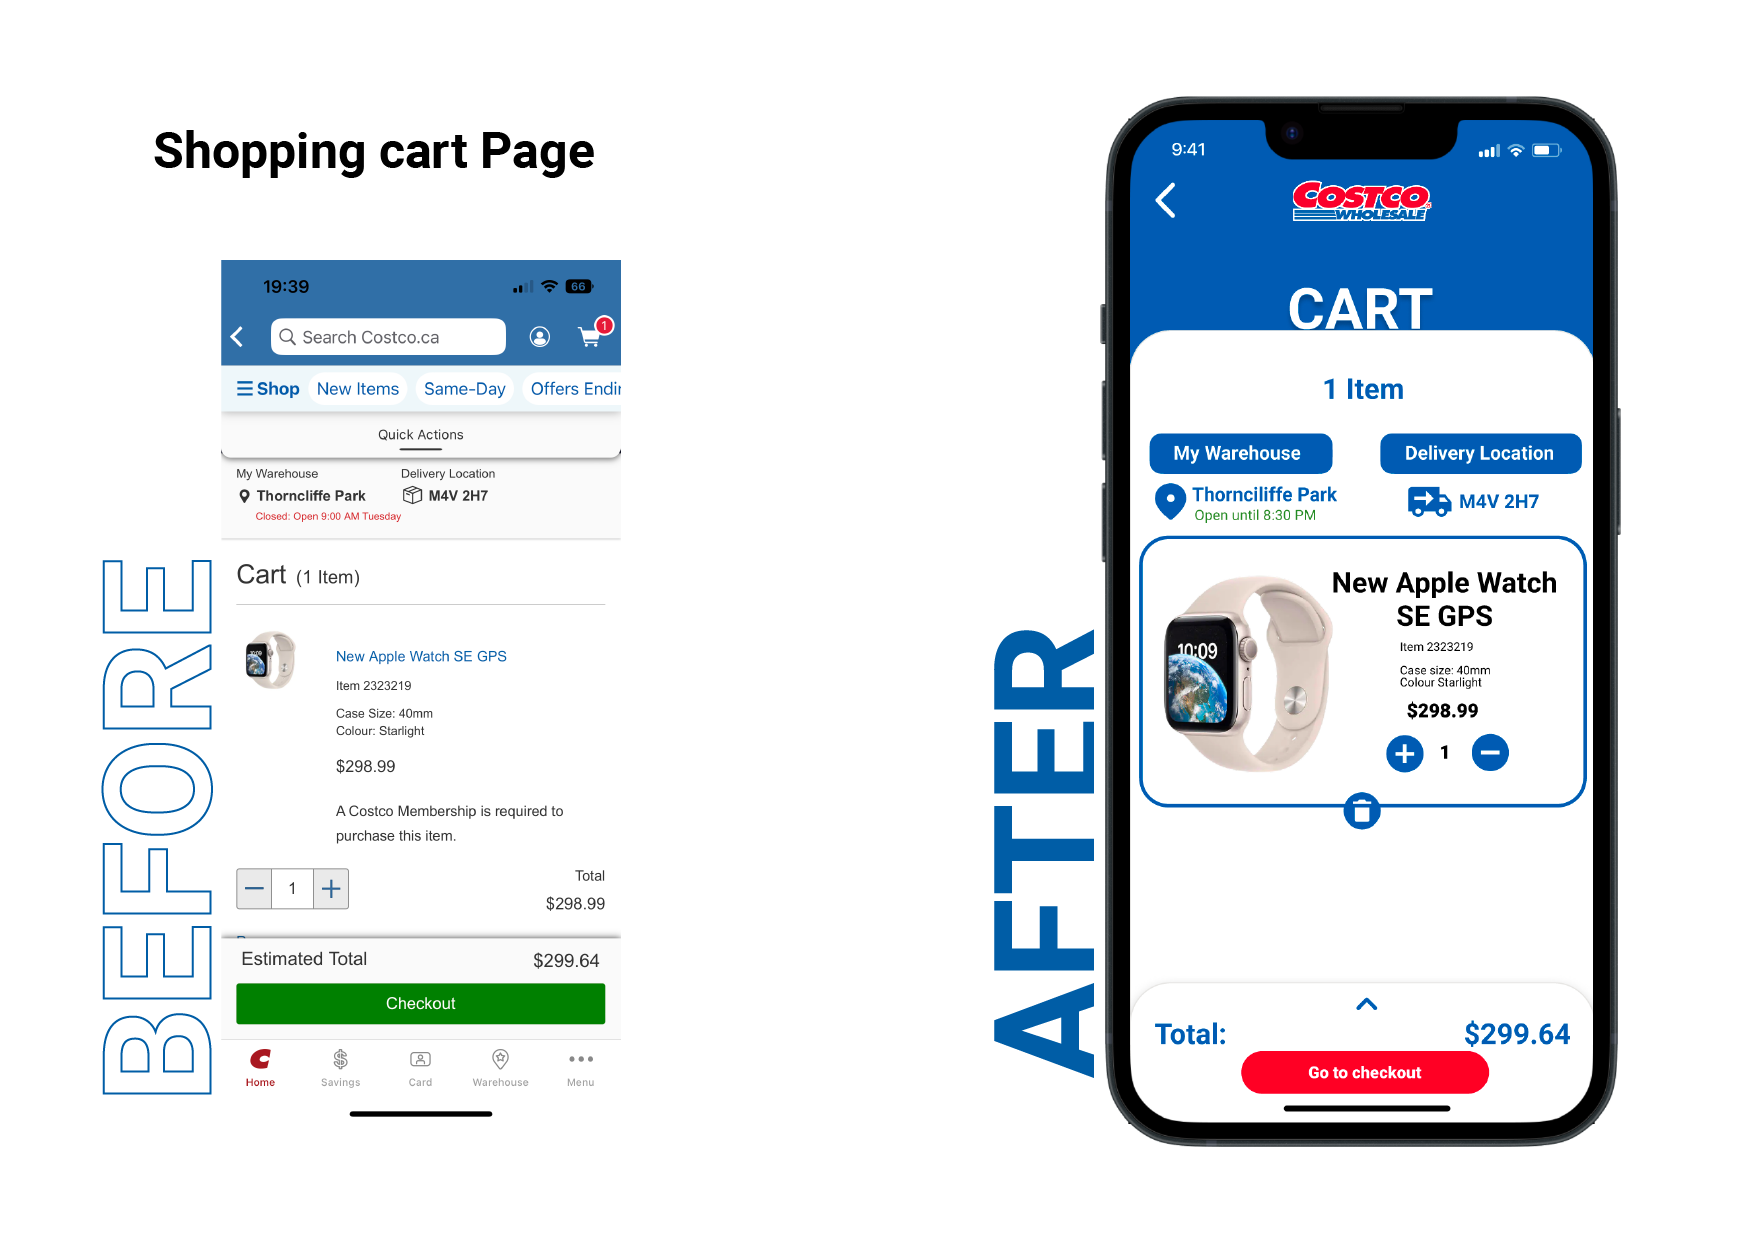 Shopping cart Page
BEFORE
19:39
66
Search Costco.ca
1
Shop
New Items
Same-Day
Offers Endin
Quick Actions
My Warehouse
Delivery Location
Thorncliffe Park
M4V 2H7
Closed: Open 9:00 AM Tuesday
Cart (1 Item)
10:09
New Apple Watch SE GPS
Item 2323219
Case Size: 40mm
Colour: Starlight
$298.99
A Costco Membership is required to
purchase this item.
1
Total
$298.99
Estimated Total
$299.64
Checkout
Home
Savings
Card
Warehouse
Menu
AFTER
9:41
COSTCO
WHOLESALE
CART
1 Item
My Warehouse
Delivery Location
Thornciliffe Park
Open until 8:30 PM
M4V 2H7
10:09
New Apple Watch
SE GPS
Item 2323219
Case size: 40mm
Colour Starlight
$298.99
1
Total:
$299.64
Go to checkout